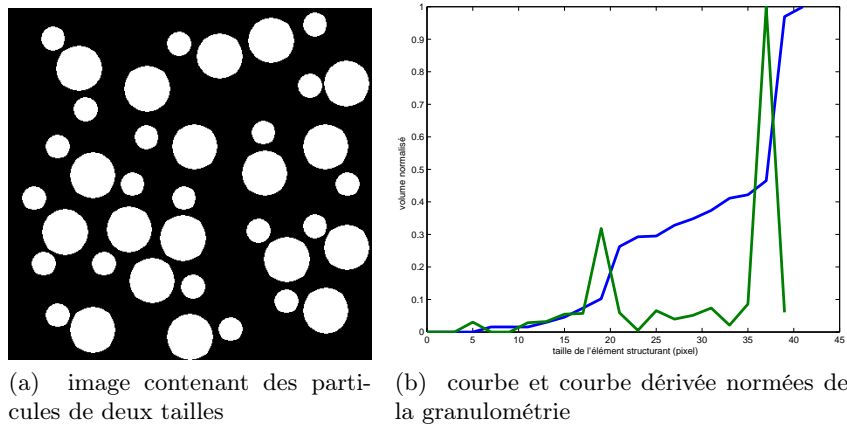 1
0.9
0.8
0.7
0.6
0.5
0.4
0.3
0.2
0.1
0
volume normalisé
0 5 10 15 20 25 30 35 40 45
taille de l'élément structurant (pixel)
(a) image contenant des parti-
cules de deux tailles
(b) courbe et courbe dérivée normées de
la granulométrie